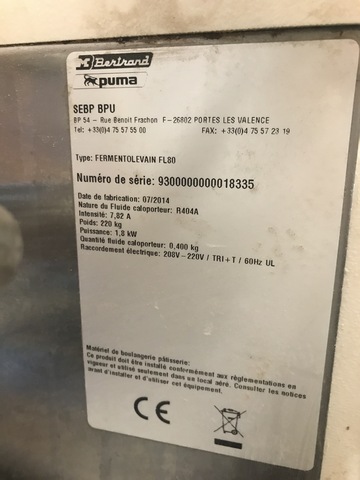 Bertrand
puma
SEBP BPU
BP 54 - Rue Benoit Frachon F-26802 PORTES LES VALENCE
Tel: +33(0)4 75 57 55 00 FAX: +33(0)4 75 57 23 19
Type: FERMENTOLEVAIN FL80
Numéro de série: 9300000000018335
Date de fabrication: 07/2014
Nature du Fluide caloporteur: R404A
Intensité: 7,82 A
Poids: 220 kg
Puissance: 1,8 kW
Quantité fluide caloporteur: 0,400 kg
Raccordement électrique: 208V - 220V / TRI+T / 60Hz UL
Matériel de boulangerie pâtisserie:
Ce produit doit être installé conformément aux réglementations en
vigueur et utilisé seulement dans un local aéré. Consulter les notices
avant d'installer et d'utiliser cet équipement.
CE